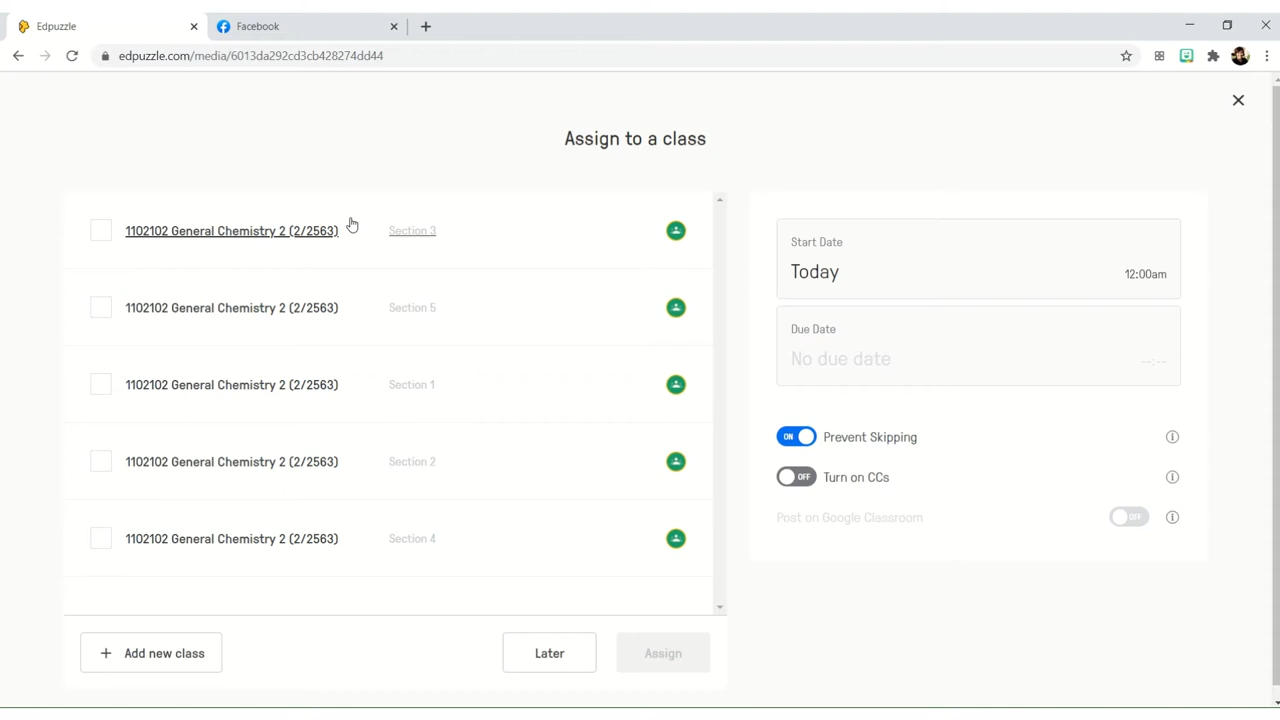 Edpuzzle
Facebook
edpuzzle.com/media/6013da292cd3cb428274dd44
Assign to a class
1102102 General Chemistry 2 (2/2563) Section 3
1102102 General Chemistry 2 (2/2563) Section 5
1102102 General Chemistry 2 (2/2563) Section 1
1102102 General Chemistry 2 (2/2563) Section 2
1102102 General Chemistry 2 (2/2563) Section 4
+ Add new class
Later
Assign
Start Date
Today 12:00am
Due Date
No due date --:--
ON Prevent Skipping
OFF Turn on CCs
Post on Google Classroom OFF